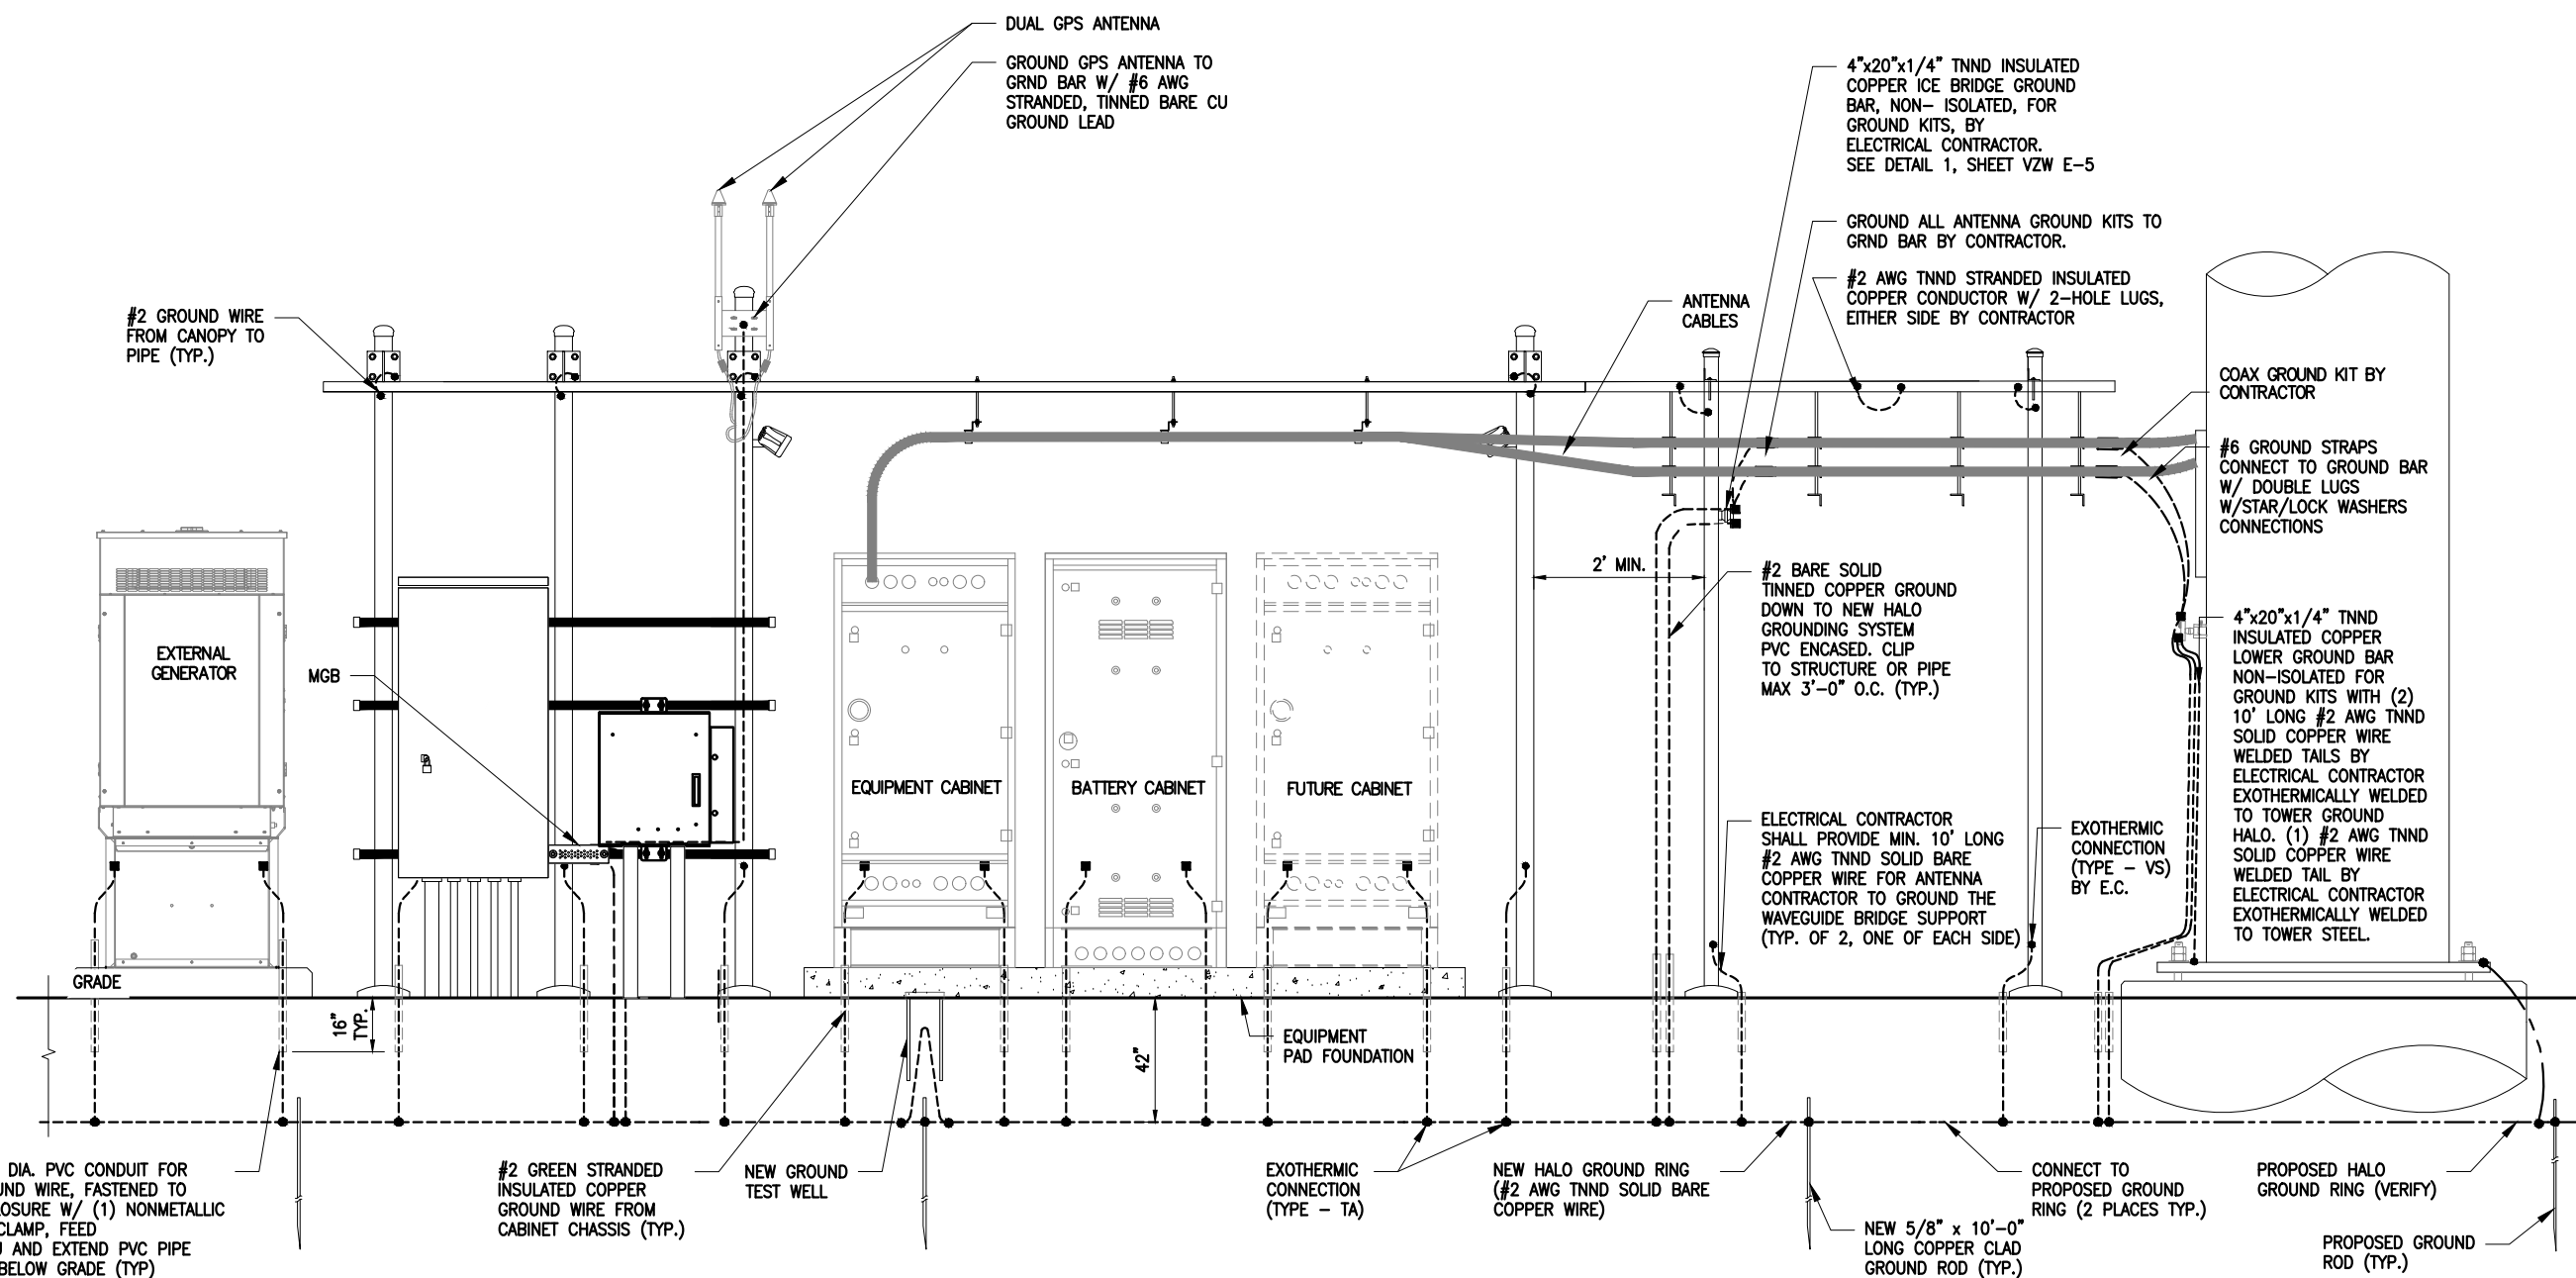 DUAL GPS ANTENNA
GROUND GPS ANTENNA TO
GRND BAR W/ #6 AWG
STRANDED, TINNED BARE CU
GROUND LEAD
4"x20"x1/4" TNND INSULATED
COPPER ICE BRIDGE GROUND
BAR, NON- ISOLATED, FOR
GROUND KITS, BY
ELECTRICAL CONTRACTOR.
SEE DETAIL 1, SHEET VZW E-5
GROUND ALL ANTENNA GROUND KITS TO
GRND BAR BY CONTRACTOR.
#2 AWG TNND STRANDED INSULATED
COPPER CONDUCTOR W/ 2-HOLE LUGS,
EITHER SIDE BY CONTRACTOR
ANTENNA
CABLES
#2 GROUND WIRE
FROM CANOPY TO
PIPE (TYP.)
COAX GROUND KIT BY
CONTRACTOR
#6 GROUND STRAPS
CONNECT TO GROUND BAR
W/ DOUBLE LUGS
W/STAR/LOCK WASHERS
CONNECTIONS
2' MIN.
#2 BARE SOLID
TINNED COPPER GROUND
DOWN TO NEW HALO
GROUNDING SYSTEM
PVC ENCASED. CLIP
TO STRUCTURE OR PIPE
MAX 3'-0" O.C. (TYP.)
4"x20"x1/4" TNND
INSULATED COPPER
LOWER GROUND BAR
NON-ISOLATED FOR
GROUND KITS WITH (2)
10' LONG #2 AWG TNND
SOLID COPPER WIRE
WELDED TAILS BY
ELECTRICAL CONTRACTOR
EXOTHERMICALLY WELDED
TO TOWER GROUND
HALO. (1) #2 AWG TNND
SOLID COPPER WIRE
WELDED TAIL BY
ELECTRICAL CONTRACTOR
EXOTHERMICALLY WELDED
TO TOWER STEEL.
EXTERNAL
GENERATOR
MGB
EQUIPMENT CABINET
BATTERY CABINET
FUTURE CABINET
ELECTRICAL CONTRACTOR
SHALL PROVIDE MIN. 10' LONG
#2 AWG TNND SOLID BARE
COPPER WIRE FOR ANTENNA
CONTRACTOR TO GROUND THE
WAVEGUIDE BRIDGE SUPPORT
(TYP. OF 2, ONE OF EACH SIDE)
EXOTHERMIC
CONNECTION
(TYPE - VS)
BY E.C.
GRADE
16"
TYP.
42"
EQUIPMENT
PAD FOUNDATION
DIA. PVC CONDUIT FOR
UND WIRE, FASTENED TO
LOSURE W/ (1) NONMETALLIC
CLAMP, FEED
U AND EXTEND PVC PIPE
BELOW GRADE (TYP)
#2 GREEN STRANDED
INSULATED COPPER
GROUND WIRE FROM
CABINET CHASSIS (TYP.)
NEW GROUND
TEST WELL
EXOTHERMIC
CONNECTION
(TYPE - TA)
NEW HALO GROUND RING
(#2 AWG TNND SOLID BARE
COPPER WIRE)
NEW 5/8" x 10'-0"
LONG COPPER CLAD
GROUND ROD (TYP.)
CONNECT TO
PROPOSED GROUND
RING (2 PLACES TYP.)
PROPOSED HALO
GROUND RING (VERIFY)
PROPOSED GROUND
ROD (TYP.)